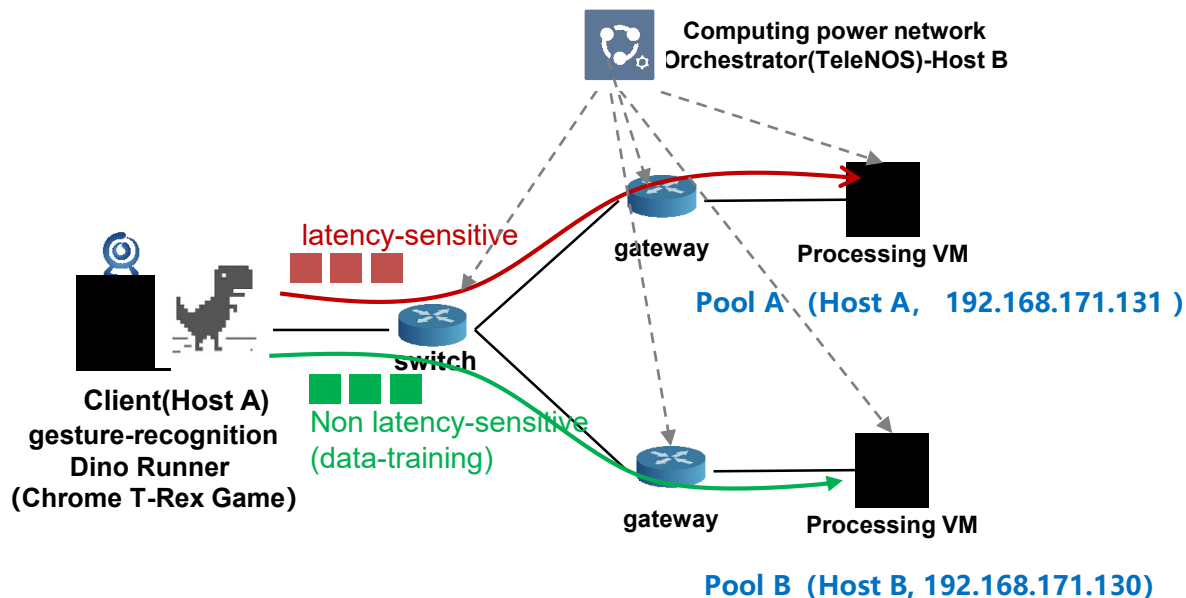 Computing power network
Orchestrator(TeleNOS)-Host B
latency-sensitive
gateway
Processing VM
Pool A (Host A, 192.168.171.131 )
switch
Client(Host A)
gesture-recognition
Dino Runner
(Chrome T-Rex Game)
Non latency-sensitive
(data-training)
gateway
Processing VM
Pool B (Host B, 192.168.171.130)